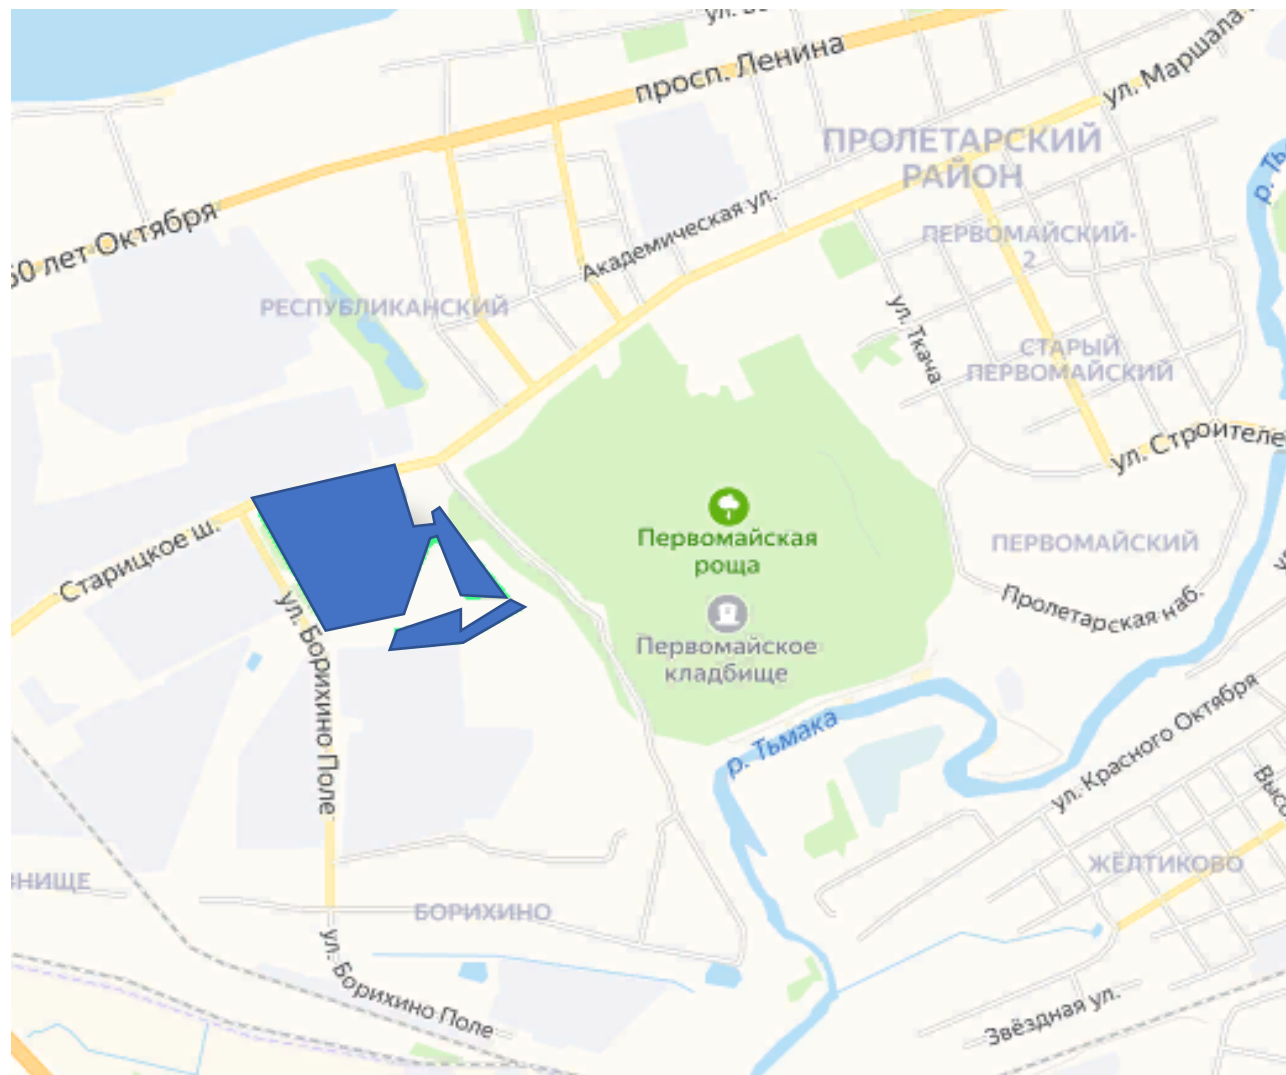 просп. Ленина
ул. Маршала
ПРОЛЕТАРСКИЙ
РАЙОН
50 лет Октября
Академическая ул.
ПЕРВОМАЙСКИЙ-
2
РЕСПУБЛИКАНСКИЙ
ул. Ткача
СТАРЫЙ
ПЕРВОМАЙСКИЙ
ул. Строителе
Старицкое ш.
Первомайская
роща
ПЕРВОМАЙСКИЙ
Пролетарская наб.
Первомайское
кладбище
ул. Борихино Поле
р. Тьмака
ул. Красного Октября
ЖЁЛТИКОВО
БОРИХИНО
ул. Борихино Поле
Звёздная ул.